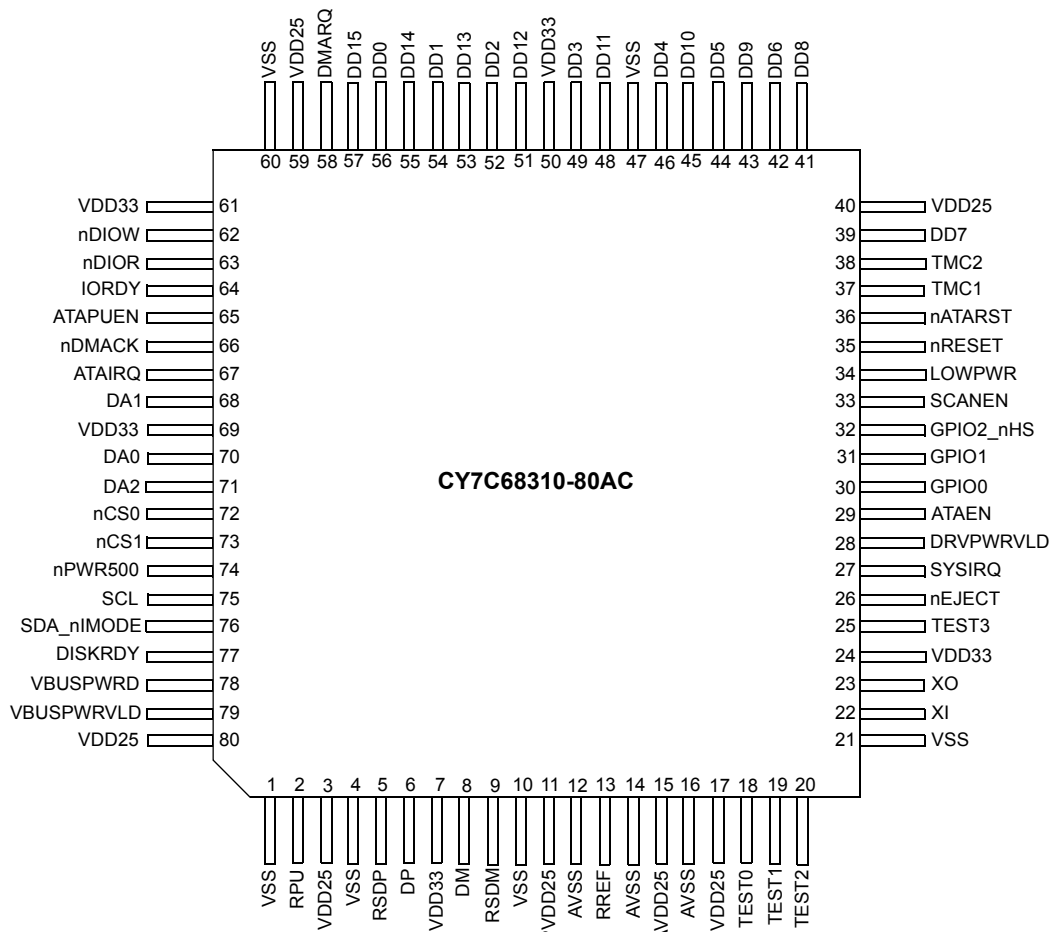 VSS
VDD25
DMARQ
DD15
DD0
DD14
DD1
DD13
DD2
DD12
VDD33
DD3
DD11
VSS
DD4
DD10
DD5
DD9
DD6
DD8
60 59 58 57 56 55 54 53 52 51 50 49 48 47 46 45 44 43 42 41
VDD33 61 40 VDD25
nDIOW 62 39 DD7
nDIOR 63 38 TMC2
IORDY 64 37 TMC1
ATAPUEN 65 36 nATARST
nDMACK 66 35 nRESET
ATAIRQ 67 34 LOWPWR
DA1 68 33 SCANEN
VDD33 69 32 GPIO2_nHS
DA0 70 31 GPIO1
CY7C68310-80AC
DA2 71 30 GPIO0
nCS0 72 29 ATAEN
nCS1 73 28 DRVPWRVLD
nPWR500 74 27 SYSIRQ
SCL 75 26 nEJECT
SDA_nIMODE 76 25 TEST3
DISKRDY 77 24 VDD33
VBUSPWRD 78 23 XO
VBUSPWRVLD 79 22 XI
VDD25 80 21 VSS
1 2 3 4 5 6 7 8 9 10 11 12 13 14 15 16 17 18 19 20
VSS
RPU
VDD25
VSS
RSDP
DP
VDD33
DM
RSDM
VSS
VDD25
AVSS
RREF
AVSS
AVDD25
AVSS
VDD25
TEST0
TEST1
TEST2